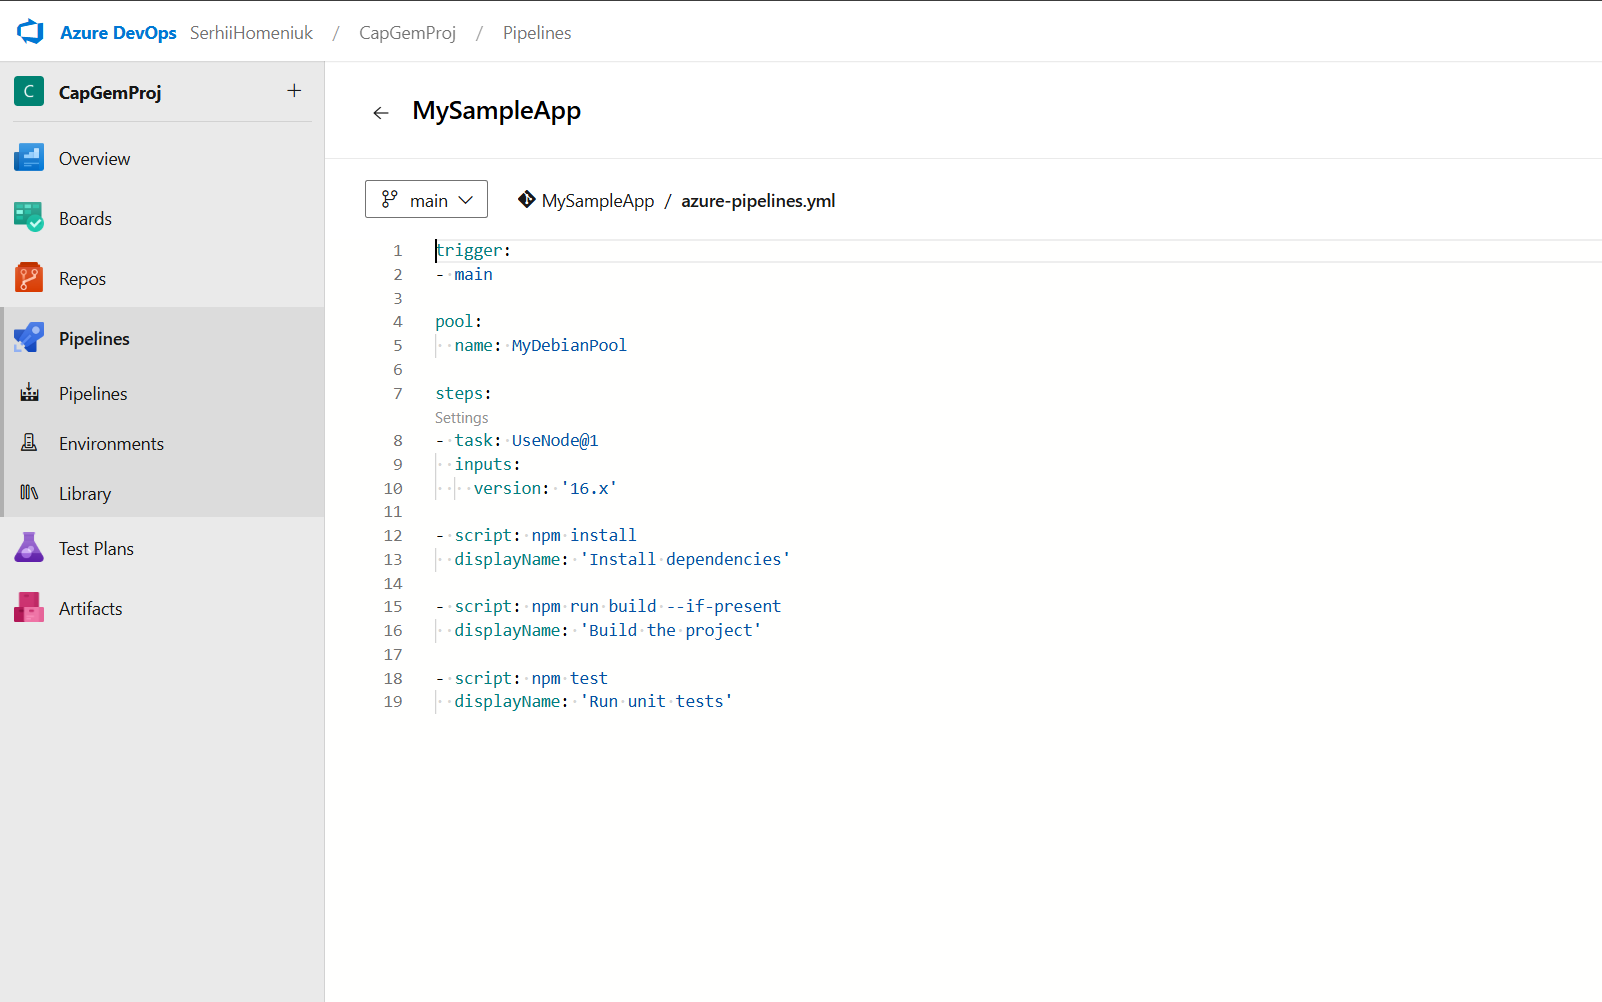 Azure DevOps SerhiiHomeniuk / CapGemProj / Pipelines
C CapGemProj +
Overview
Boards
Repos
Pipelines
Pipelines
Environments
Library
Test Plans
Artifacts
← MySampleApp
main MySampleApp / azure-pipelines.yml
1 trigger:
2 - main
3
4 pool:
5   name: MyDebianPool
6
7 steps:
Settings
8 - task: UseNode@1
9   inputs:
10     version: '16.x'
11
12 - script: npm install
13   displayName: 'Install dependencies'
14
15 - script: npm run build --if-present
16   displayName: 'Build the project'
17
18 - script: npm test
19   displayName: 'Run unit tests'